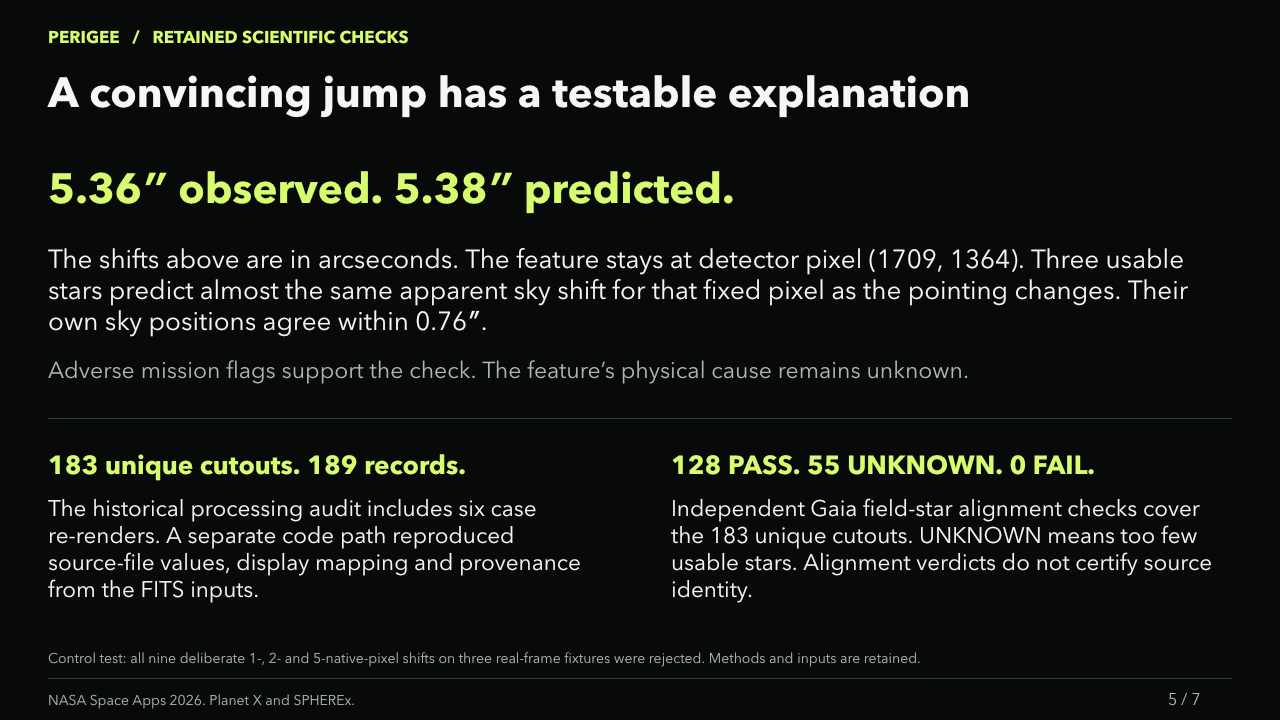 PERIGEE / RETAINED SCIENTIFIC CHECKS
A convincing jump has a testable explanation
5.36″ observed. 5.38″ predicted.
The shifts above are in arcseconds. The feature stays at detector pixel (1709, 1364). Three usable
stars predict almost the same apparent sky shift for that fixed pixel as the pointing changes. Their
own sky positions agree within 0.76″.
Adverse mission flags support the check. The feature’s physical cause remains unknown.
183 unique cutouts. 189 records.
The historical processing audit includes six case
re-renders. A separate code path reproduced
source-file values, display mapping and provenance
from the FITS inputs.
128 PASS. 55 UNKNOWN. 0 FAIL.
Independent Gaia field-star alignment checks cover
the 183 unique cutouts. UNKNOWN means too few
usable stars. Alignment verdicts do not certify source
identity.
Control test: all nine deliberate 1-, 2- and 5-native-pixel shifts on three real-frame fixtures were rejected. Methods and inputs are retained.
NASA Space Apps 2026. Planet X and SPHEREx.
5 / 7